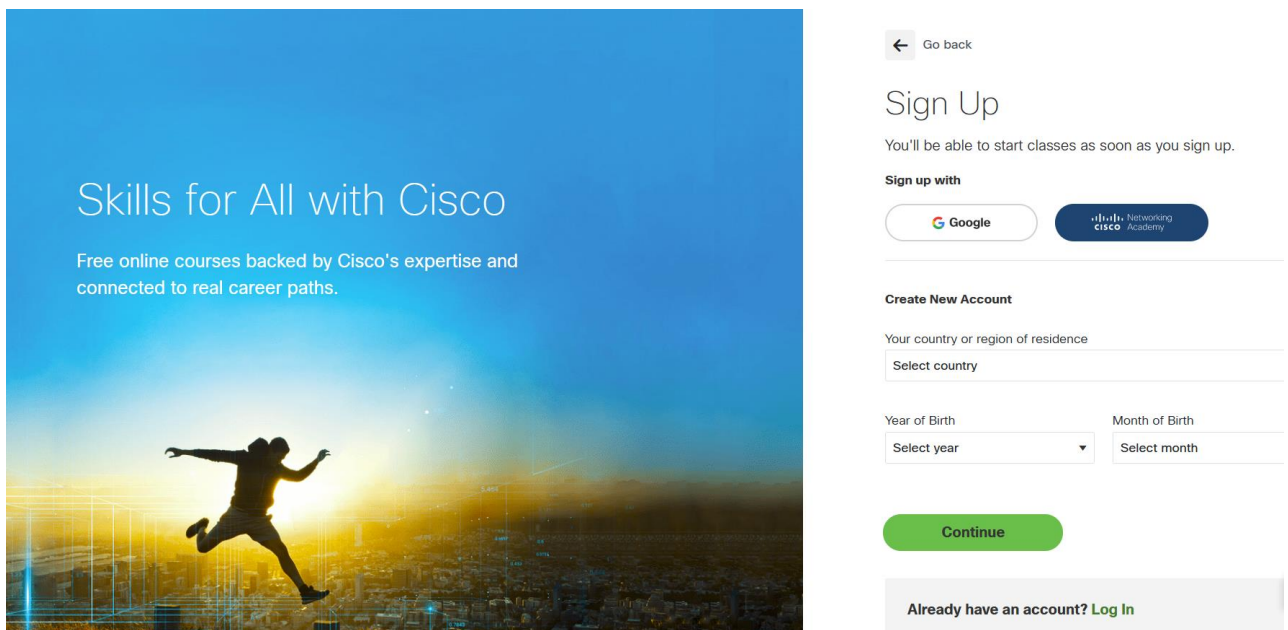 Skills for All with Cisco
Free online courses backed by Cisco's expertise and
connected to real career paths.
Go back
Sign Up
You'll be able to start classes as soon as you sign up.
Sign up with
Google
CISCO Networking Academy
Create New Account
Your country or region of residence
Select country
Year of Birth
Month of Birth
Select year
Select month
Continue
Already have an account? Log In